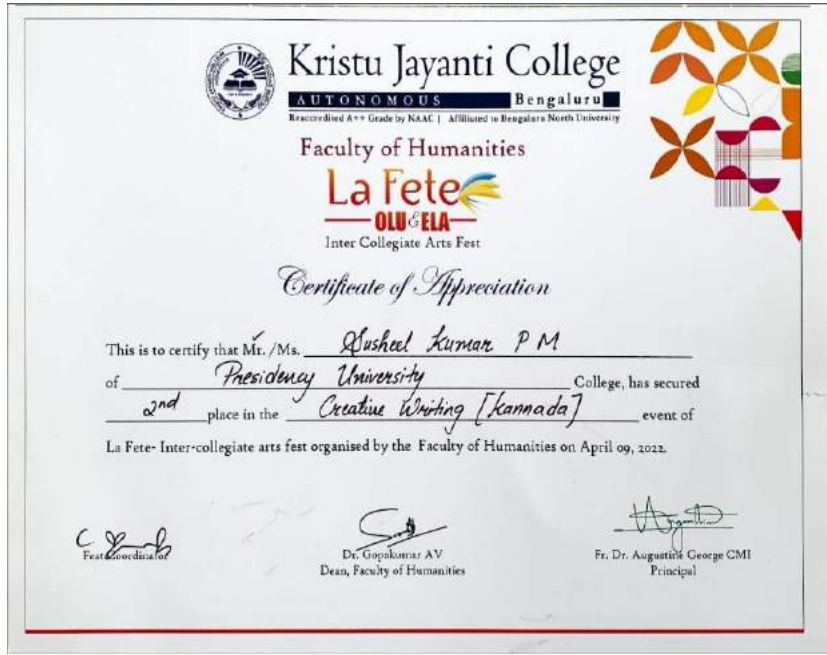 Kristu Jayanti College
AUTONOMOUS Bengaluru
Reaccredited A++ Grade by NAAC | Affiliated to Bengaluru North University
Faculty of Humanities
La Fete
OLU & ELA
Inter Collegiate Arts Fest
Certificate of Appreciation
This is to certify that Mr. /Ms. Susheel Kumar P M
of Presidency University College, has secured
2nd place in the Creative Writing [Kannada] event of
La Fete- Inter-collegiate arts fest organised by the Faculty of Humanities on April 09, 2022.
Dr. Gopakumar AV
Fr. Dr. Augustine George CMI
Dean, Faculty of Humanities
Principal